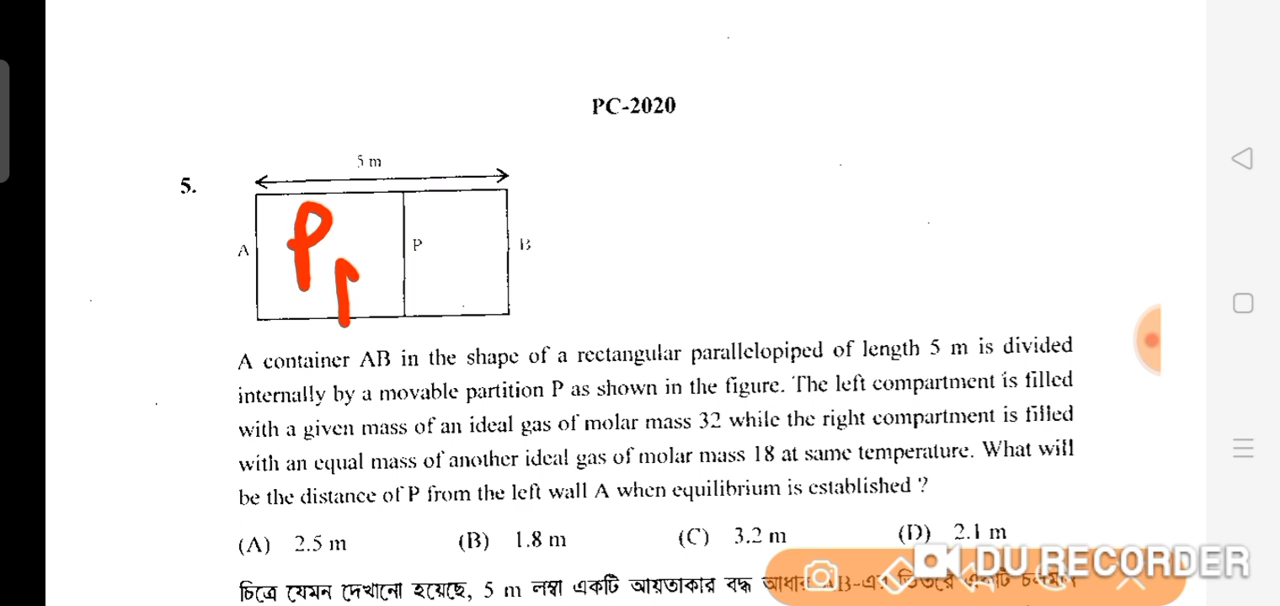 PC-2020
5 m
5.
A
P₁
P
B
A container AB in the shape of a rectangular parallelopiped of length 5 m is divided
internally by a movable partition P as shown in the figure. The left compartment is filled
with a given mass of an ideal gas of molar mass 32 while the right compartment is filled
with an equal mass of another ideal gas of molar mass 18 at same temperature. What will
be the distance of P from the left wall A when equilibrium is established ?
(A) 2.5 m (B) 1.8 m (C) 3.2 m (D) 2.1 m
DU RECORDER
চিত্রে যেমন দেখানো হয়েছে, 5 m লম্বা একটি আয়তাকার বদ্ধ আধার AB-এর ভিতরে একটি